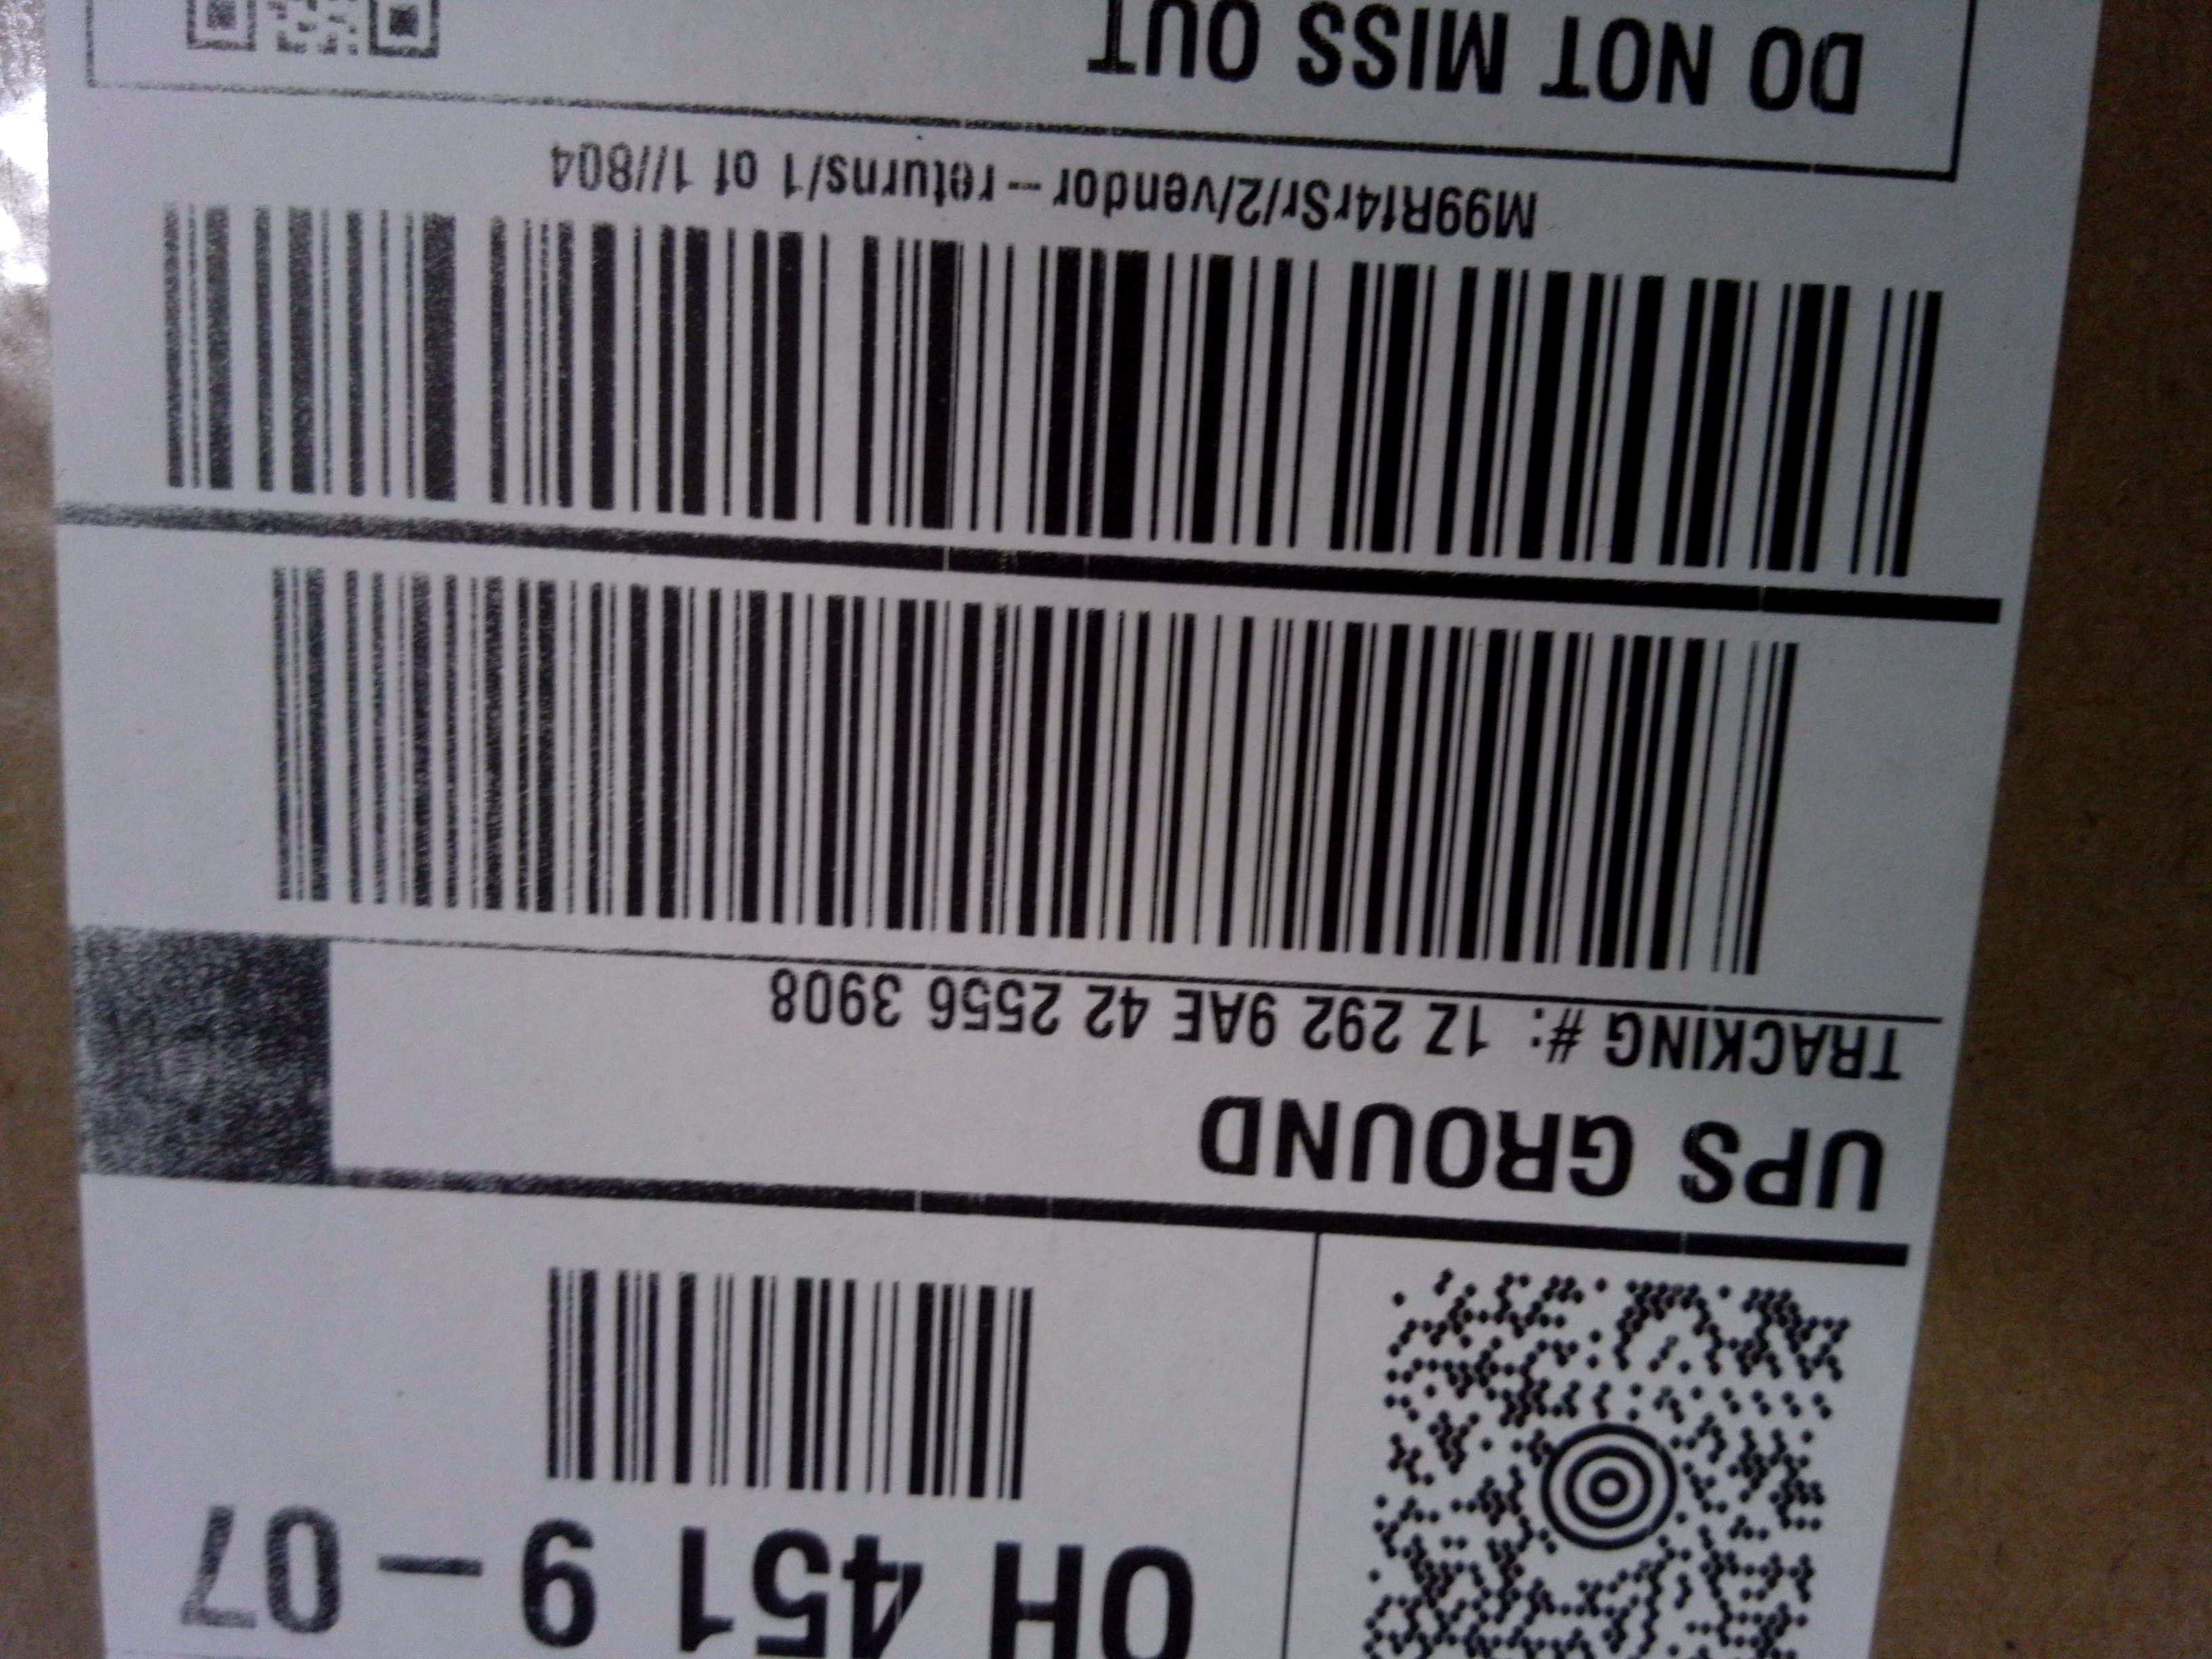 OH 451 9 – 07
UPS GROUND
TRACKING #: 1Z 292 9AE 42 2556 3908
M99Rf4rSr/2/vendor -- returns/1 of 1//804
DO NOT MISS OUT